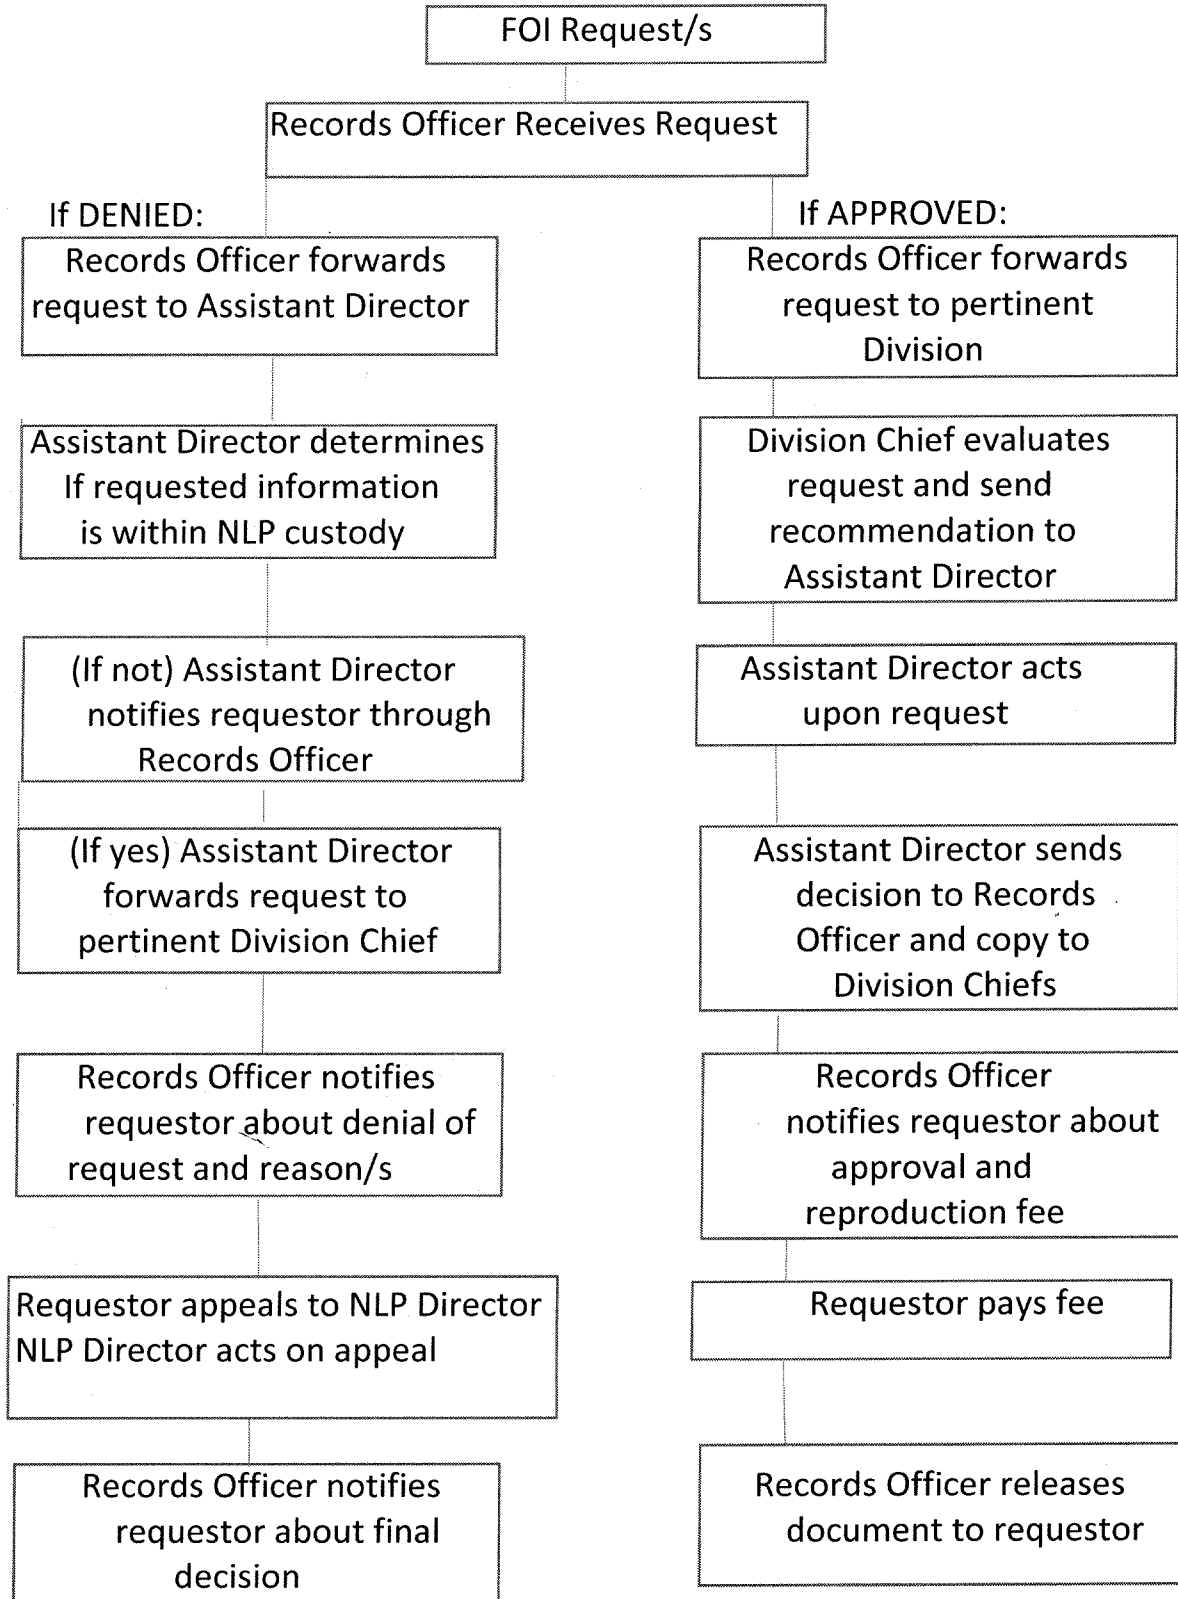 FOI Request/s
Records Officer Receives Request
If DENIED:
Records Officer forwards
request to Assistant Director
Assistant Director determines
If requested information
is within NLP custody
(If not) Assistant Director
notifies requestor through
Records Officer
(If yes) Assistant Director
forwards request to
pertinent Division Chief
Records Officer notifies
requestor about denial of
request and reason/s
Requestor appeals to NLP Director
NLP Director acts on appeal
Records Officer notifies
requestor about final
decision
If APPROVED:
Records Officer forwards
request to pertinent
Division
Division Chief evaluates
request and send
recommendation to
Assistant Director
Assistant Director acts
upon request
Assistant Director sends
decision to Records
Officer and copy to
Division Chiefs
Records Officer
notifies requestor about
approval and
reproduction fee
Requestor pays fee
Records Officer releases
document to requestor